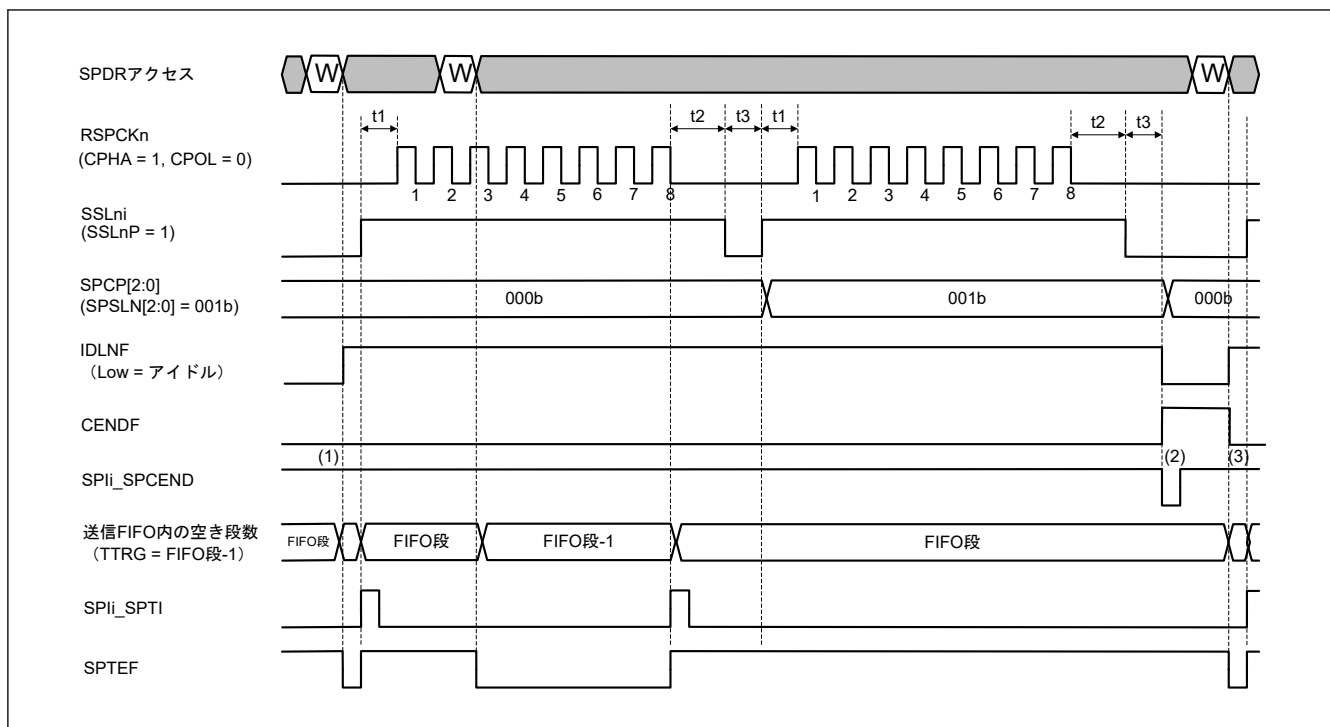 SPDRアクセス
W
W
W
t1
t2
t3
t1
t2
t3
RSPCKn
(CPHA = 1, CPOL = 0)
1 2 3 4 5 6 7 8
1 2 3 4 5 6 7 8
SSLni
(SSLnP = 1)
SPCP[2:0]
(SPSLN[2:0] = 001b)
000b
001b
000b
IDLNF
（Low = アイドル）
CENDF
(1)
(2)
(3)
SPIi_SPCEND
送信FIFO内の空き段数
（TTRG = FIFO段-1）
FIFO段
FIFO段
FIFO段-1
FIFO段
SPIi_SPTI
SPTEF